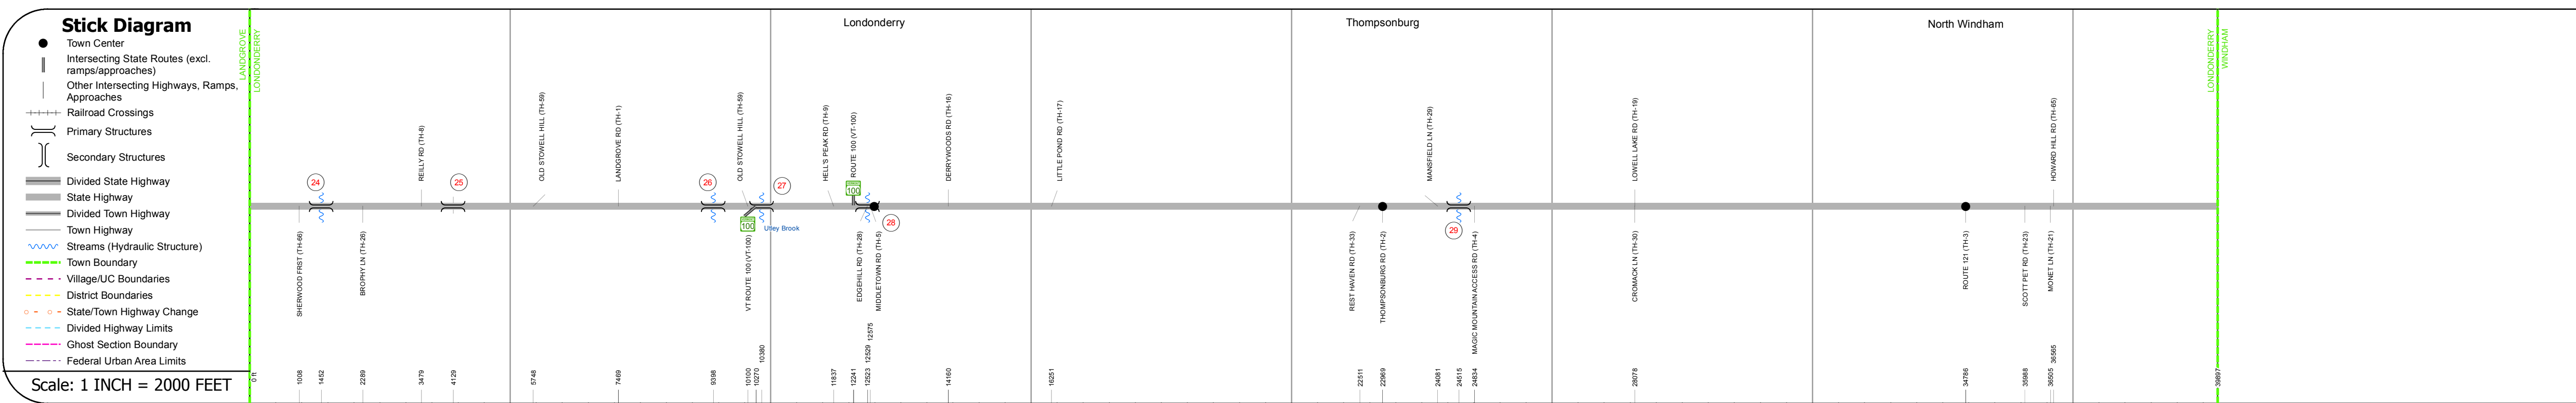 Stick Diagram
Town Center
Intersecting State Routes (excl.
ramps/approaches)
Other Intersecting Highways, Ramps,
Approaches
Railroad Crossings
Primary Structures
Secondary Structures
Divided State Highway
State Highway
Divided Town Highway
Town Highway
Streams (Hydraulic Structure)
Town Boundary
Village/UC Boundaries
District Boundaries
State/Town Highway Change
Divided Highway Limits
Ghost Section Boundary
Federal Urban Area Limits
Scale: 1 INCH = 2000 FEET
LANDGROVE
LONDONDERRY
Londonderry
Thompsonburg
North Windham
LONDONDERRY
WINDHAM
REILLY RD (TH-8)
OLD STOWELL HILL (TH-59)
LANDGROVE RD (TH-1)
OLD STOWELL HILL (TH-59)
HELL'S PEAK RD (TH-9)
ROUTE 100 (VT-100)
DERRYWOODS RD (TH-16)
LITTLE POND RD (TH-17)
MANSFIELD LN (TH-29)
LOWELL LAKE RD (TH-19)
HOWARD HILL RD (TH-65)
24
25
26
27
100
28
100
Utley Brook
29
SHERWOOD FRST (TH-66)
BROPHY LN (TH-26)
VT ROUTE 100 (VT-100)
EDGEHILL RD (TH-28)
MIDDLETOWN RD (TH-5)
REST HAVEN RD (TH-33)
THOMPSONBURG RD (TH-2)
MAGIC MOUNTAIN ACCESS RD (TH-4)
CROMACK LN (TH-30)
ROUTE 121 (TH-3)
SCOTT PET RD (TH-23)
MONET LN (TH-21)
0 ft
1008
1452
2289
3479
4129
5748
7469
9398
10100
10270
10380
11837
12241
12523
12529
12575
14160
16251
22511
22969
24081
24515
24834
28078
34786
35988
36505
36565
39897